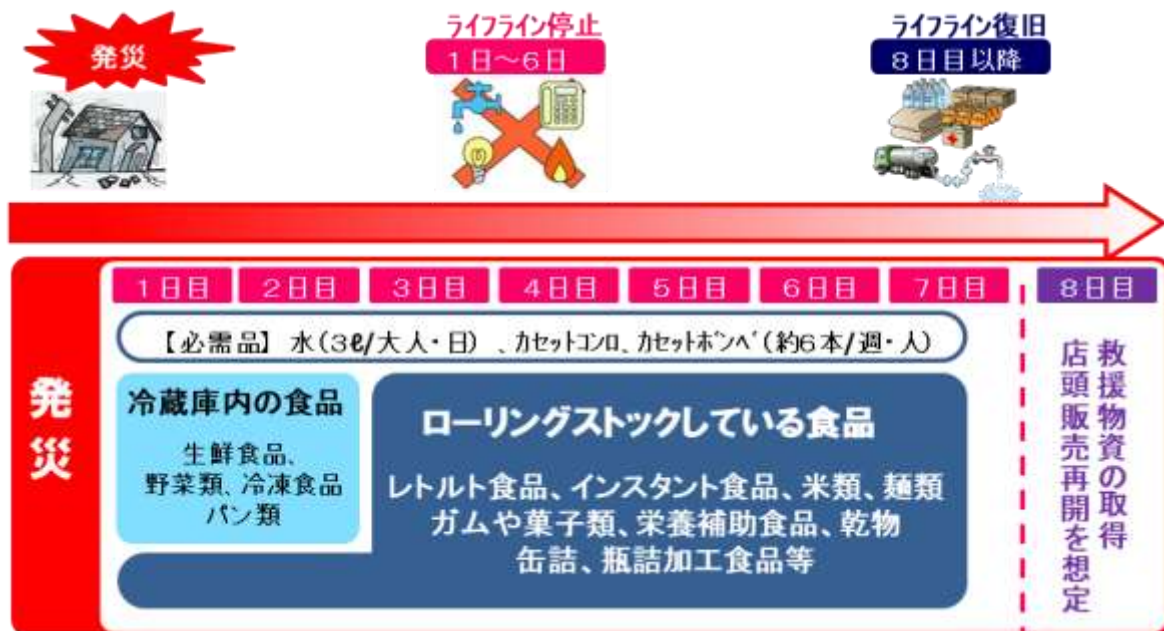 発災
ライフライン停止
1日～6日
ライフライン復旧
8日目以降
発災
1日目
2日目
3日目
4日目
5日目
6日目
7日目
8日目
【必需品】 水(3ℓ/大人・日) 、カセットコンロ、カセットボンベ(約6本/週・人)
冷蔵庫内の食品
生鮮食品、
野菜類、冷凍食品
パン類
ローリングストックしている食品
レトルト食品、インスタント食品、米類、麺類
ガムや菓子類、栄養補助食品、乾物
缶詰、瓶詰加工食品等
救援物資の取得
店頭販売再開を想定